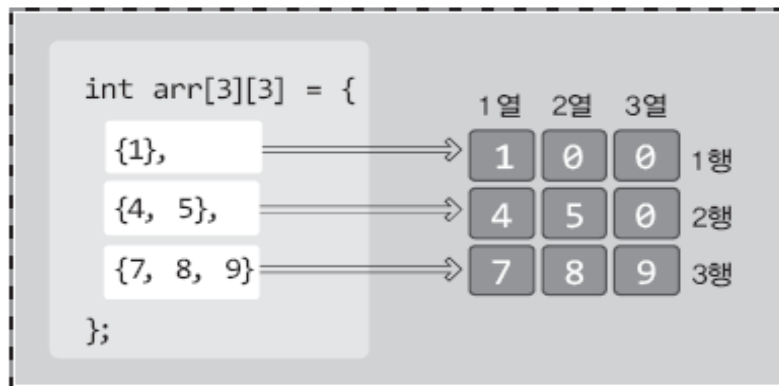 int arr[3][3] = {
{1},
{4, 5},
{7, 8, 9}
};
1열 2열 3열
1 0 0 1행
4 5 0 2행
7 8 9 3행